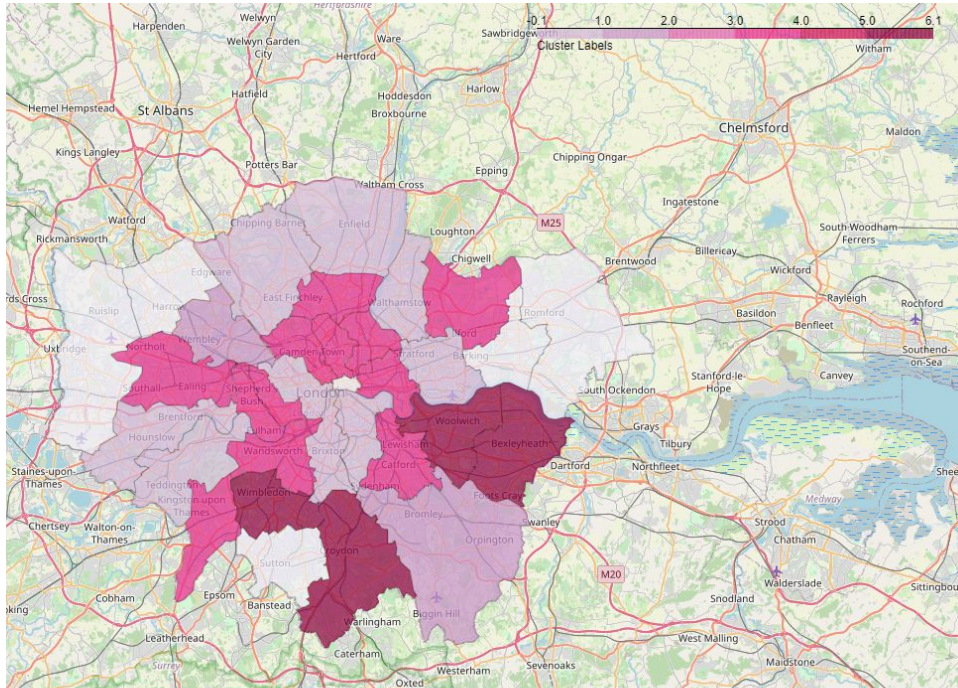 Hertfordshire
Welwyn
Harpenden
Ware
Welwyn Garden
City
Sawbridgeworth
-0.1 1.0 2.0 3.0 4.0 5.0 6.1
Cluster Labels
Witham
Hertford
Hatfield
Harlow
Hemel Hempstead
St Albans
Hoddesdon
Broxbourne
Chelmsford
Maldon
Kings Langley
Potters Bar
Chipping Ongar
Epping
Waltham Cross
Ingatestone
Watford
Chipping Barnet
Enfield
M25
South Woodham
Ferrers
Rickmansworth
Loughton
Billericay
Chigwell
Brentwood
Wickford
Edgware
Rayleigh
Rochford
East Finchley
Walthamstow
Ruislip
Romford
Basildon
Benfleet
Ilford
Wembley
Uxbridge
Northolt
Camden Town
Stratford
Barking
Southend-
on-Sea
Canvey
Stanford-le-
Hope
Southall
Ealing
Shepherd's
Bush
London
South Ockendon
Brentford
Woolwich
Grays
Tilbury
Hounslow
Fulham
Wandsworth
Brixton
Lewisham
Bexleyheath
Catford
Dartford
Northfleet
Staines-upon-
Thames
Teddington
Kingston upon
Thames
Wimbledon
Sydenham
Foots Cray
Medway
Chertsey
Walton-on-
Thames
Bromley
Swanley
Strood
Orpington
Chatham
Croydon
Sutton
M20
Walderslade
Cobham
Epsom
Banstead
Biggin Hill
Snodland
Leatherhead
Warlingham
Caterham
West Malling
Surrey
Westerham
Sevenoaks
Maidstone
Oxted